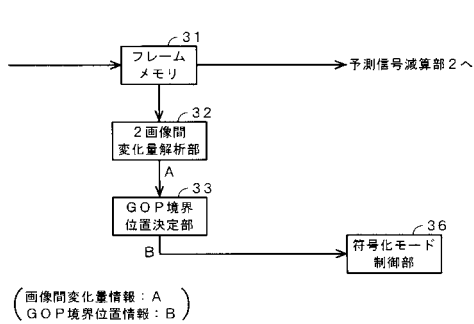 31
フレーム
メモリ
予測信号減算部2へ
32
2画像間
変化量解析部
A
33
GOP境界
位置決定部
B
36
符号化モード
制御部
画像間変化量情報:A
GOP境界位置情報:B